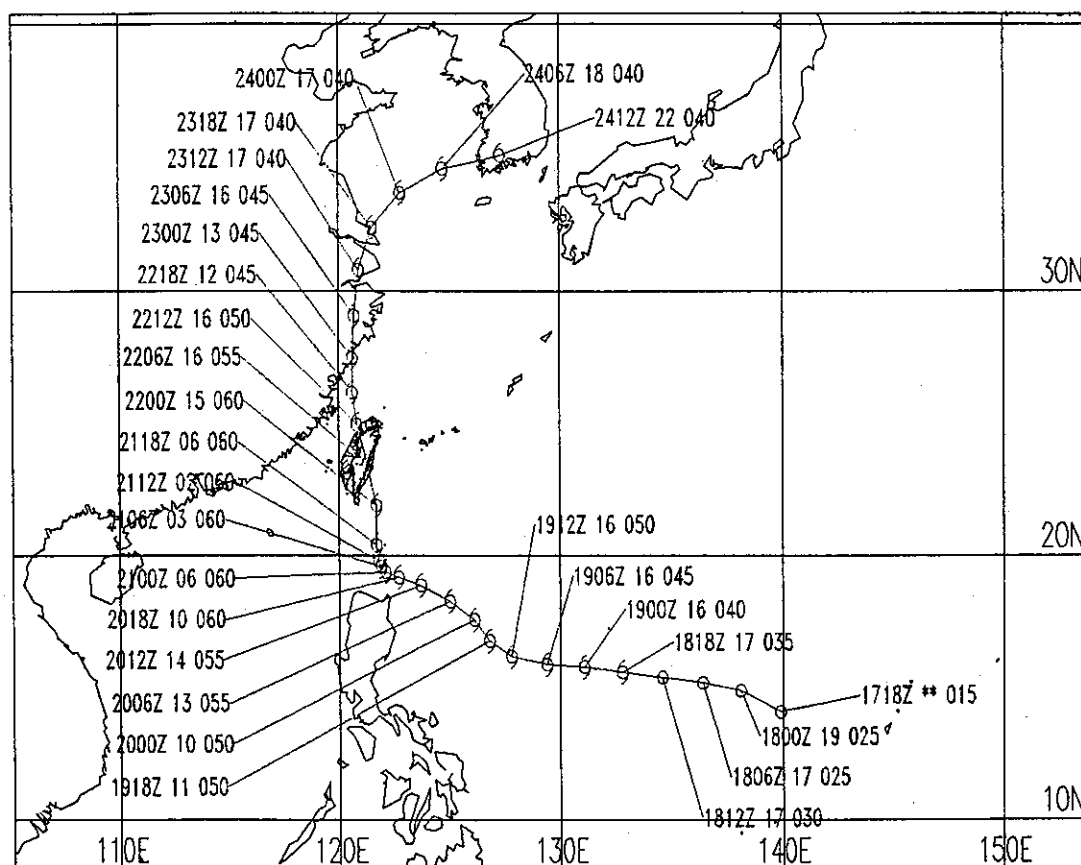 2400Z 17 040
2406Z 18 040
2318Z 17 040
2412Z 22 040
2312Z 17 040
2306Z 16 045
2300Z 13 045
2218Z 12 045
30N
2212Z 16 050
2206Z 16 055
2200Z 15 060
2118Z 06 060
2112Z 03 060
2106Z 03 060
1912Z 16 050
20N
2100Z 06 060
1906Z 16 045
2018Z 10 060
1900Z 16 040
2012Z 14 055
1818Z 17 035
2006Z 13 055
1718Z ** 015
2000Z 10 050
1800Z 19 025
1918Z 11 050
1806Z 17 025
10N
1812Z 17 030
110E
120E
130E
140E
150E